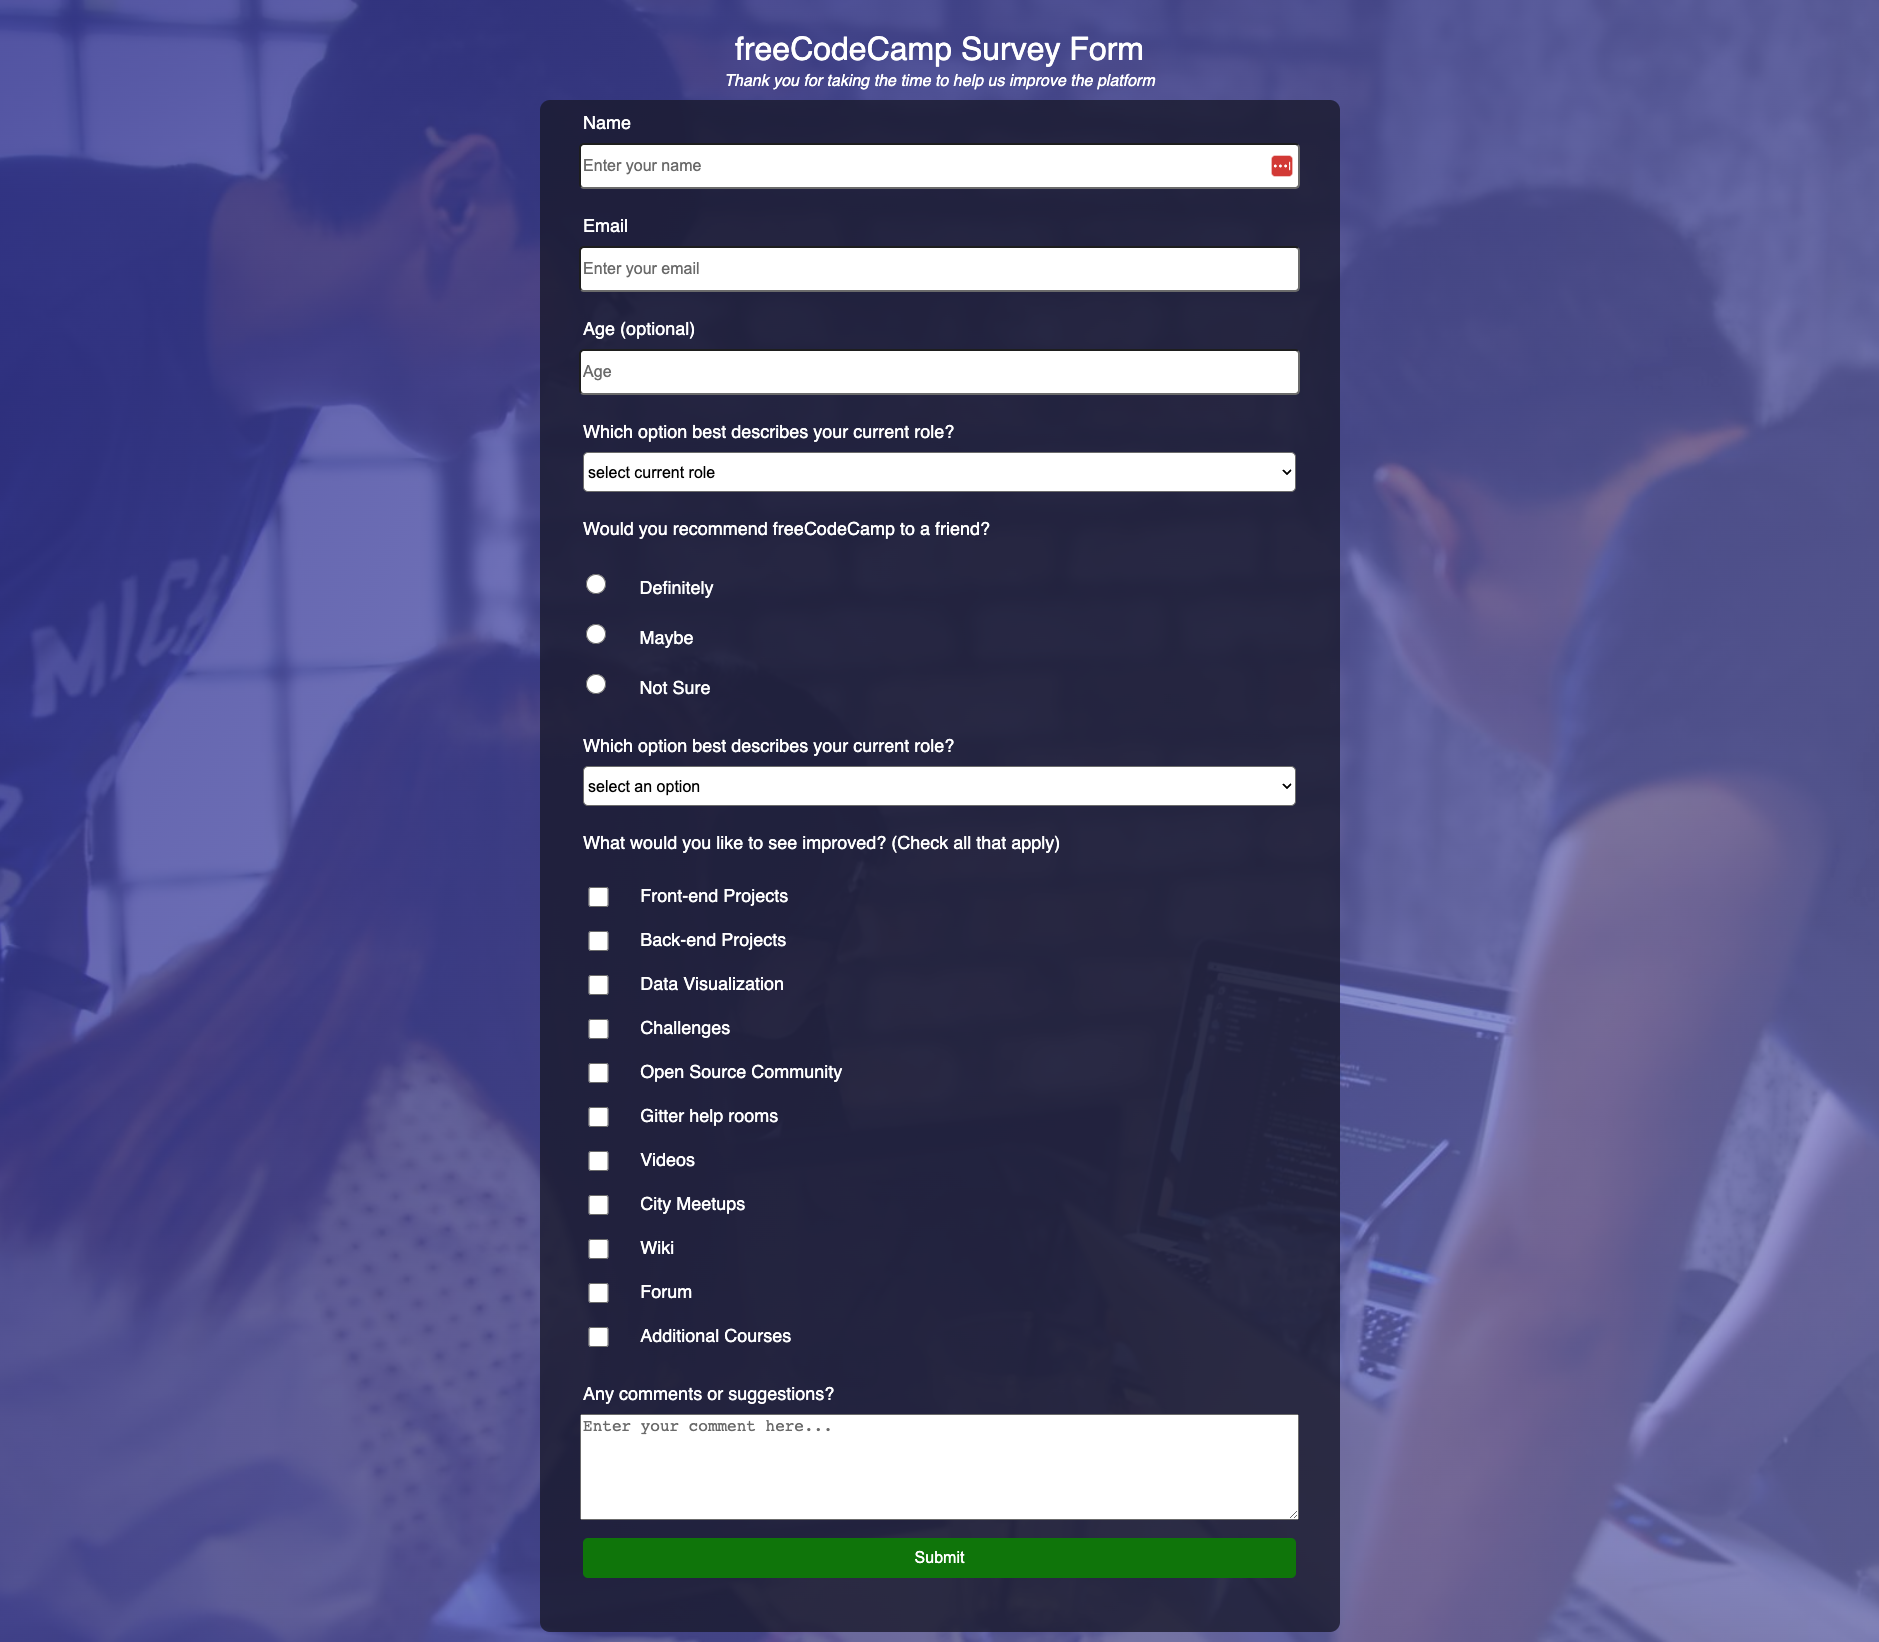 freeCodeCamp Survey Form
Thank you for taking the time to help us improve the platform
Name
Enter your name
Email
Enter your email
Age (optional)
Age
Which option best describes your current role?
select current role
Would you recommend freeCodeCamp to a friend?
Definitely
Maybe
Not Sure
Which option best describes your current role?
select an option
What would you like to see improved? (Check all that apply)
Front-end Projects
Back-end Projects
Data Visualization
Challenges
Open Source Community
Gitter help rooms
Videos
City Meetups
Wiki
Forum
Additional Courses
Any comments or suggestions?
Enter your comment here...
Submit